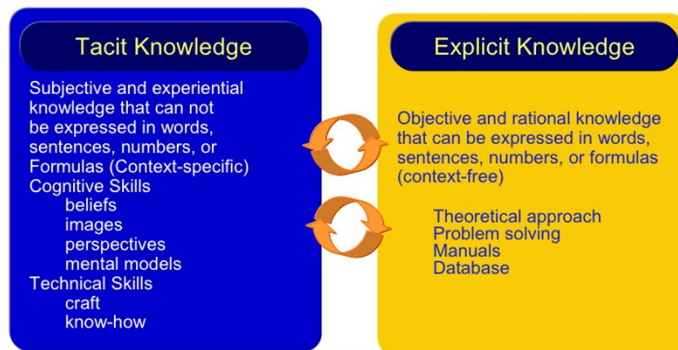 Tacit Knowledge
Subjective and experiential
knowledge that can not
be expressed in words,
sentences, numbers, or
Formulas (Context-specific)
Cognitive Skills
beliefs
images
perspectives
mental models
Technical Skills
craft
know-how
Explicit Knowledge
Objective and rational knowledge
that can be expressed in words,
sentences, numbers, or formulas
(context-free)
Theoretical approach
Problem solving
Manuals
Database